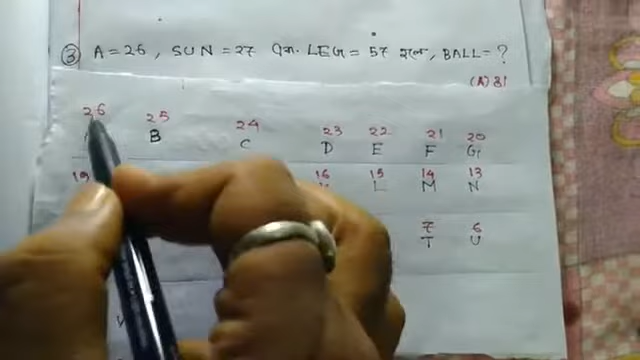 ③ A = 26, SUN = 27 এবং LEG = 57 হলে, BALL = ?
(A) 81
26 25 24 23 22 21 20
B C D E F G
19 16 15 14 13
L M N
7 6
T U